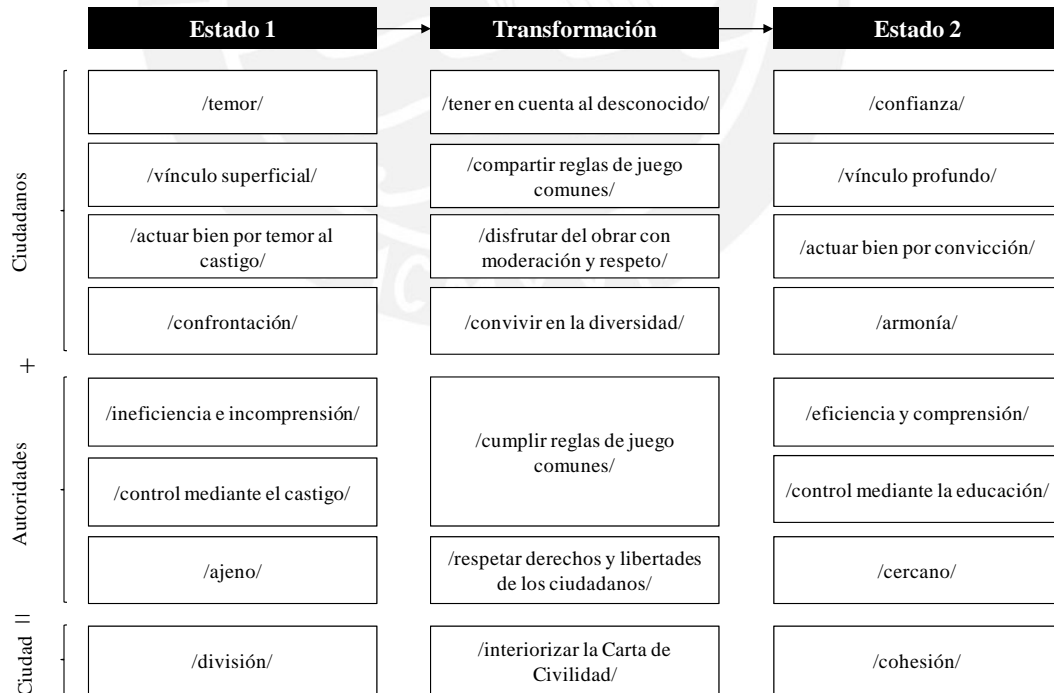 Estado 1
Transformación
Estado 2
Ciudadanos
/temor/
/tener en cuenta al desconocido/
/confianza/
/vínculo superficial/
/compartir reglas de juego
comunes/
/vínculo profundo/
/actuar bien por temor al
castigo/
/disfrutar del obrar con
moderación y respeto/
/actuar bien por convicción/
/confrontación/
/convivir en la diversidad/
/armonía/
+
Autoridades
/ineficiencia e incomprensión/
/cumplir reglas de juego
comunes/
/eficiencia y comprensión/
/control mediante el castigo/
/control mediante la educación/
/ajeno/
/respetar derechos y libertades
de los ciudadanos/
/cercano/
=
Ciudad
/división/
/interiorizar la Carta de
Civilidad/
/cohesión/